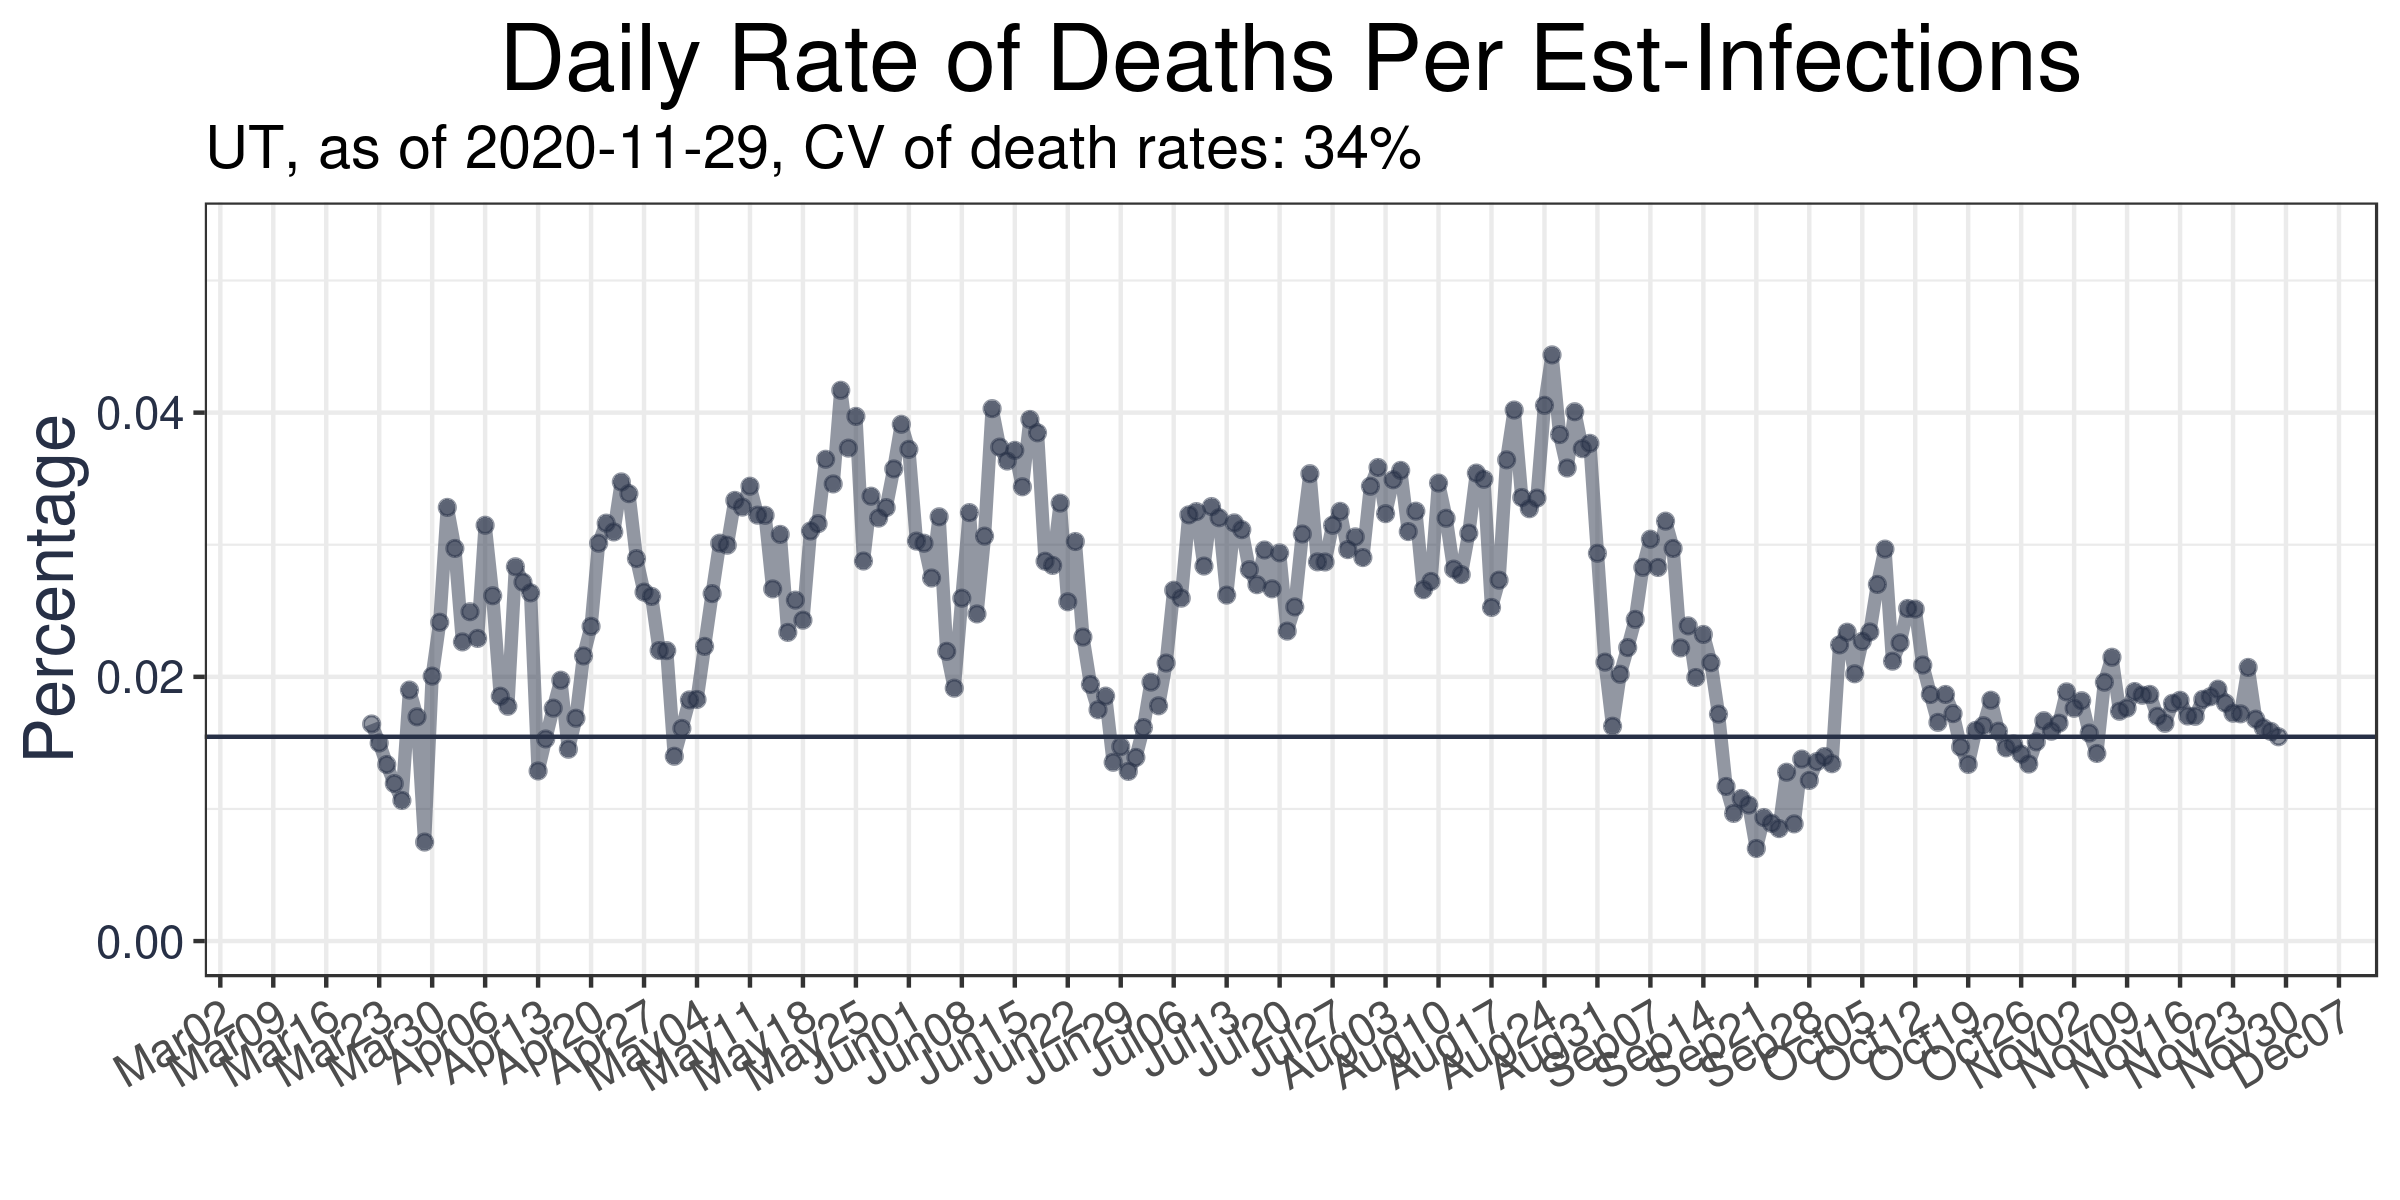 Daily Rate of Deaths Per Est-Infections
UT, as of 2020-11-29, CV of death rates: 34%
Percentage
0.04
0.02
0.00
Mar02 Mar09 Mar16 Mar23 Mar30 Apr06 Apr13 Apr20 Apr27 May04 May11 May18 May25 Jun01 Jun08 Jun15 Jun22 Jun29 Jul06 Jul13 Jul20 Jul27 Aug03 Aug10 Aug17 Aug24 Aug31 Sep07 Sep14 Sep21 Sep28 Oct05 Oct12 Oct19 Oct26 Nov02 Nov09 Nov16 Nov23 Nov30 Dec07